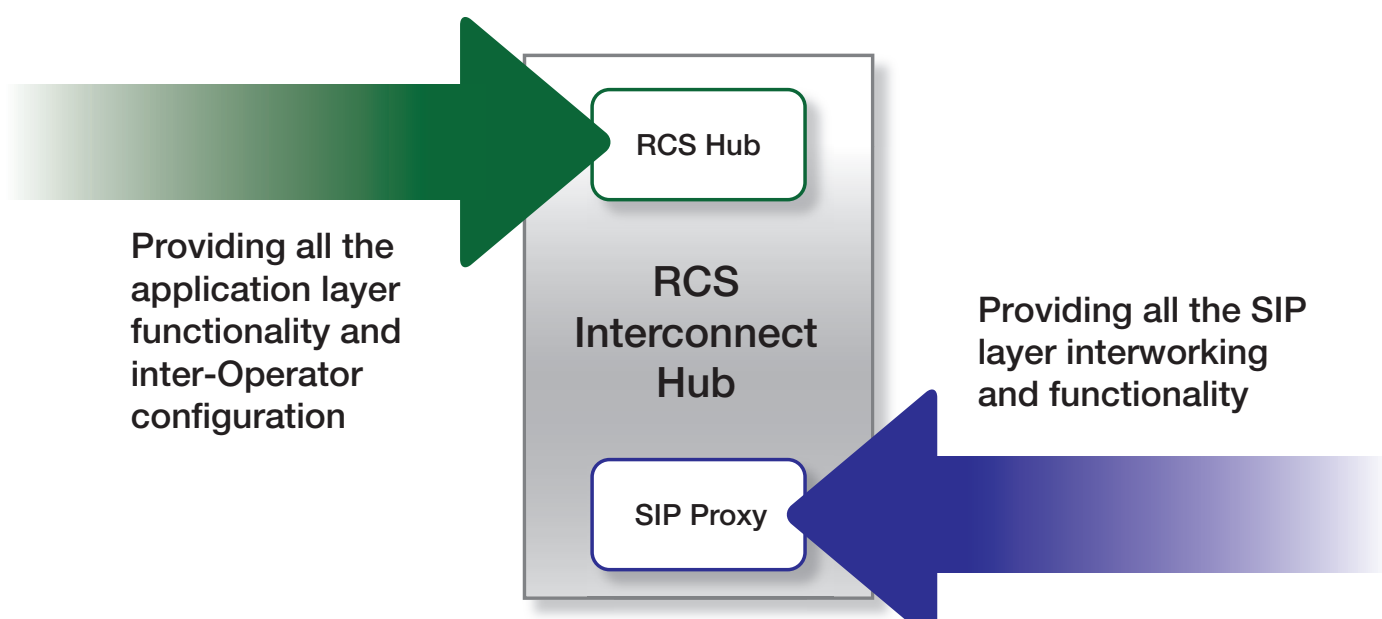 RCS Hub
Providing all the
application layer
functionality and
inter-Operator
configuration
RCS
Interconnect
Hub
Providing all the SIP
layer interworking
and functionality
SIP Proxy